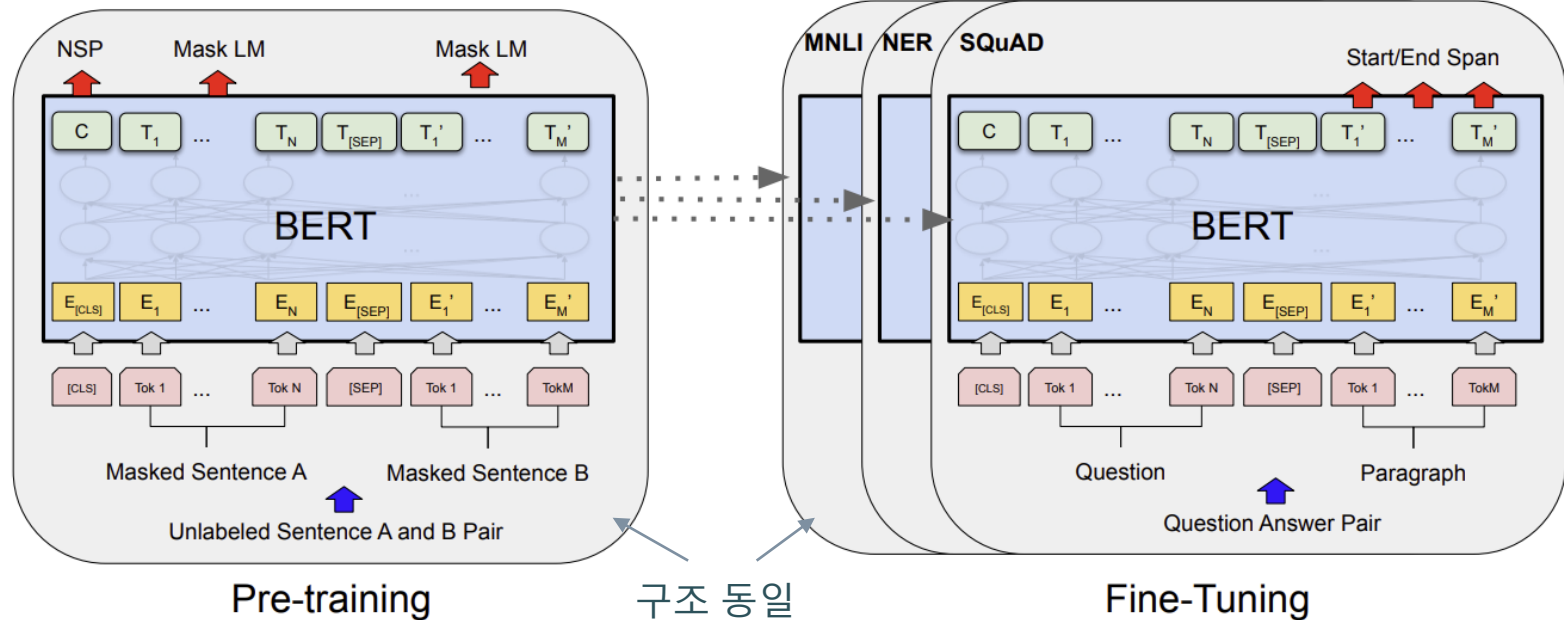 NSP Mask LM Mask LM
C T1 ... TN T[SEP] T1’ ... TM’
BERT
E[CLS] E1 ... EN E[SEP] E1’ ... EM’
[CLS] Tok 1 ... Tok N [SEP] Tok 1 ... TokM
Masked Sentence A Masked Sentence B
Unlabeled Sentence A and B Pair
Pre-training
구조 동일
MNLI NER SQuAD
Start/End Span
C T1 ... TN T[SEP] T1’ ... TM’
BERT
E[CLS] E1 ... EN E[SEP] E1’ ... EM’
[CLS] Tok 1 ... Tok N [SEP] Tok 1 ... TokM
Question Paragraph
Question Answer Pair
Fine-Tuning